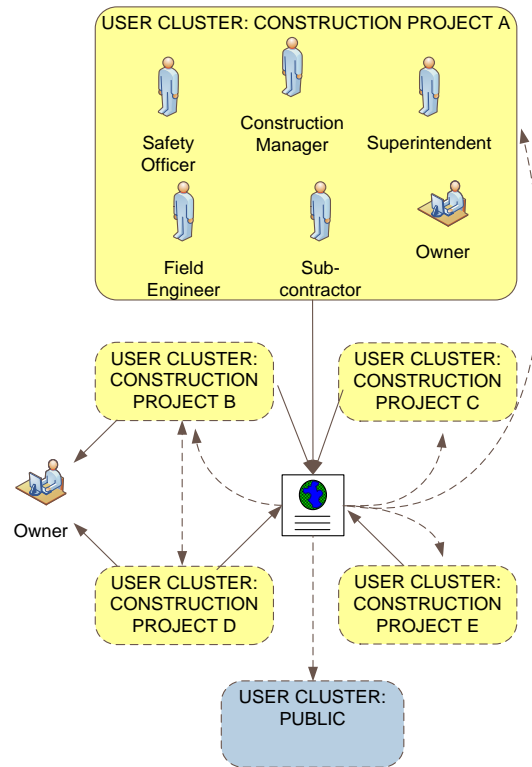 USER CLUSTER: CONSTRUCTION PROJECT A
Safety
Officer
Construction
Manager
Superintendent
Field
Engineer
Sub-
contractor
Owner
USER CLUSTER:
CONSTRUCTION
PROJECT B
USER CLUSTER:
CONSTRUCTION
PROJECT C
Owner
USER CLUSTER:
CONSTRUCTION
PROJECT D
USER CLUSTER:
CONSTRUCTION
PROJECT E
USER CLUSTER:
PUBLIC